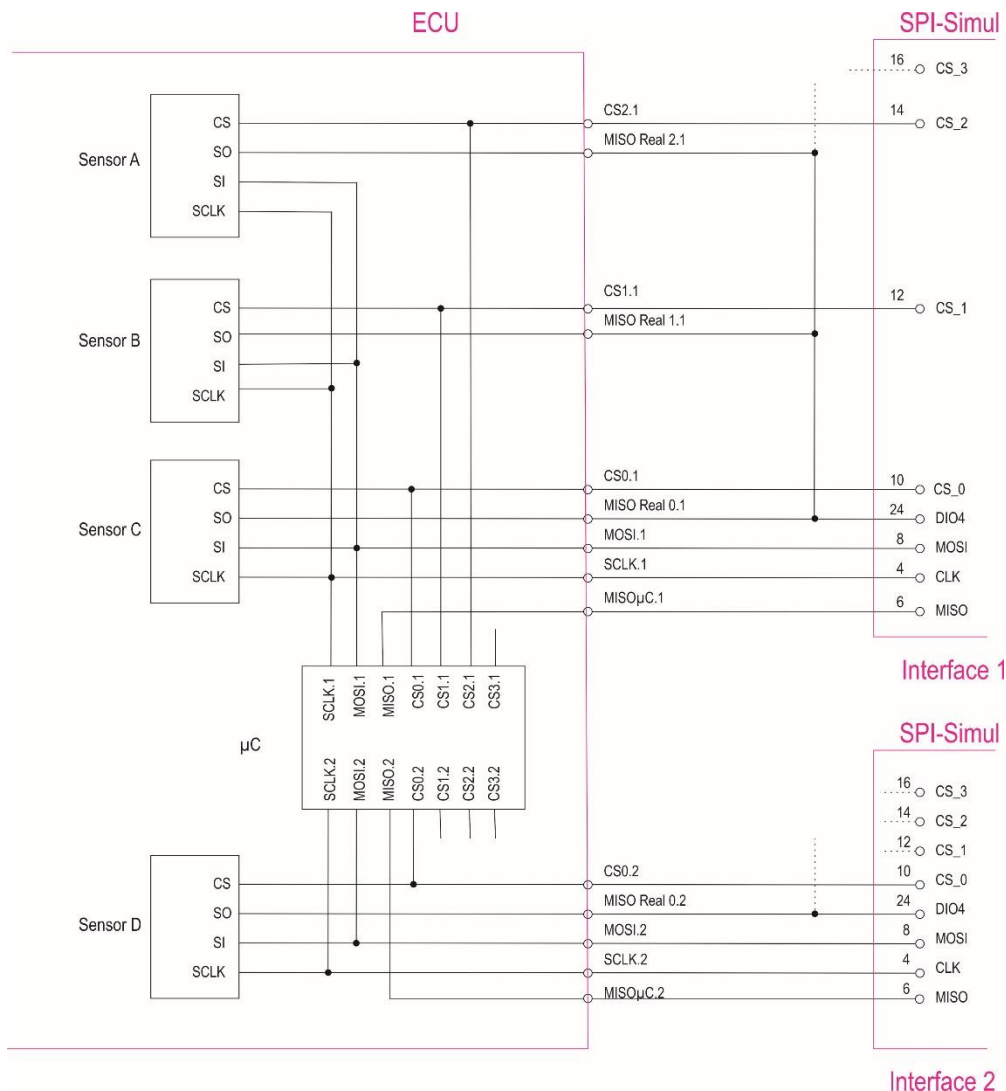 ECU
SPI-Simul
16 CS_3
CS CS2.1 14 CS_2
Sensor A
SO MISO Real 2.1
SI
SCLK
CS CS1.1 12 CS_1
Sensor B
SO MISO Real 1.1
SI
SCLK
CS CS0.1 10 CS_0
Sensor C
SO MISO Real 0.1 24 DIO4
SI MOSI.1 8 MOSI
SCLK SCLK.1 4 CLK
MISOµC.1 6 MISO
Interface 1
SCLK.1 MOSI.1 MISO.1 CS0.1 CS1.1 CS2.1 CS3.1
µC
SCLK.2 MOSI.2 MISO.2 CS0.2 CS1.2 CS2.2 CS3.2
SPI-Simul
16 CS_3
14 CS_2
12 CS_1
CS CS0.2 10 CS_0
Sensor D
SO MISO Real 0.2 24 DIO4
SI MOSI.2 8 MOSI
SCLK SCLK.2 4 CLK
MISOµC.2 6 MISO
Interface 2